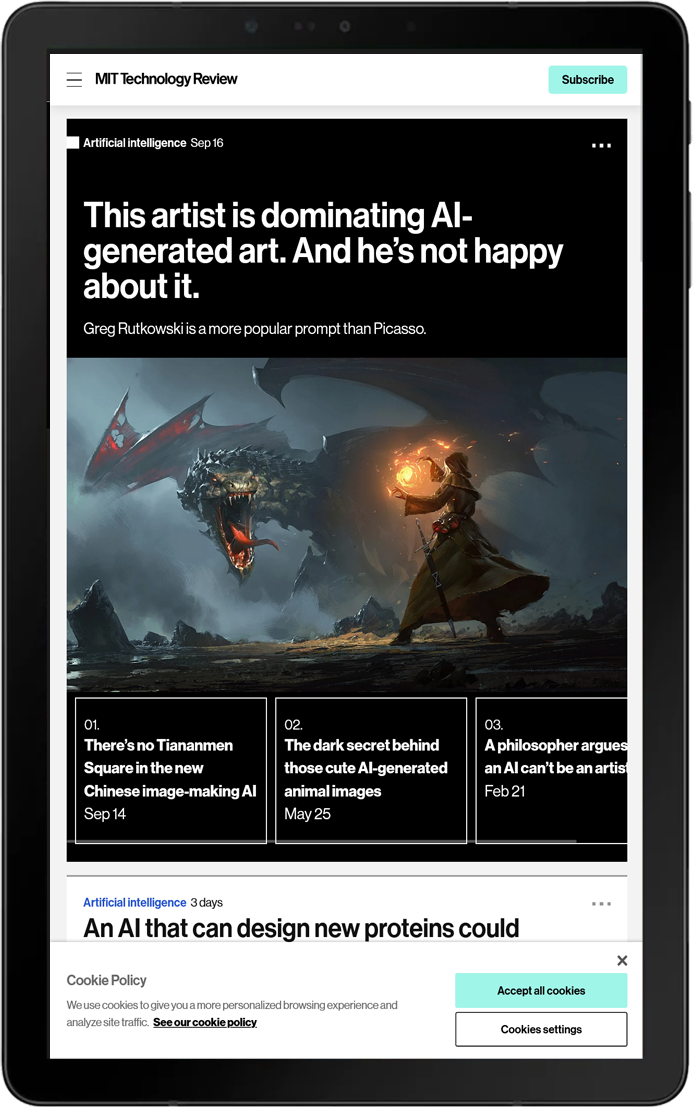 MIT Technology Review
Subscribe
Artificial intelligence Sep 16
This artist is dominating AI-
generated art. And he’s not happy
about it.
Greg Rutkowski is a more popular prompt than Picasso.
01.
There’s no Tiananmen
Square in the new
Chinese image-making AI
Sep 14
02.
The dark secret behind
those cute AI-generated
animal images
May 25
03.
A philosopher argues
an AI can’t be an artist
Feb 21
Artificial intelligence 3 days
An AI that can design new proteins could
Cookie Policy
We use cookies to give you a more personalized browsing experience and
analyze site traffic. See our cookie policy
Accept all cookies
Cookies settings